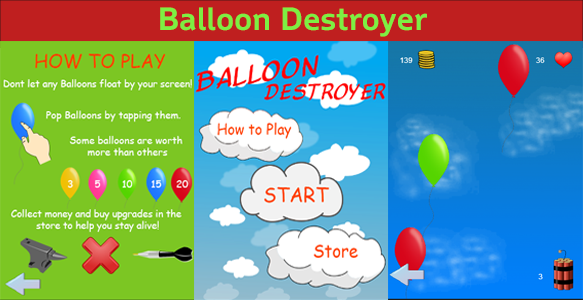 Balloon Destroyer
HOW TO PLAY
Dont let any Balloons float by your screen!
Pop Balloons by tapping them.
Some balloons are worth
more than others
3 5 10 15 20
Collect money and buy upgrades in the
store to help you stay alive!
BALLOON
DESTROYER
How to Play
START
Store
139 36
3